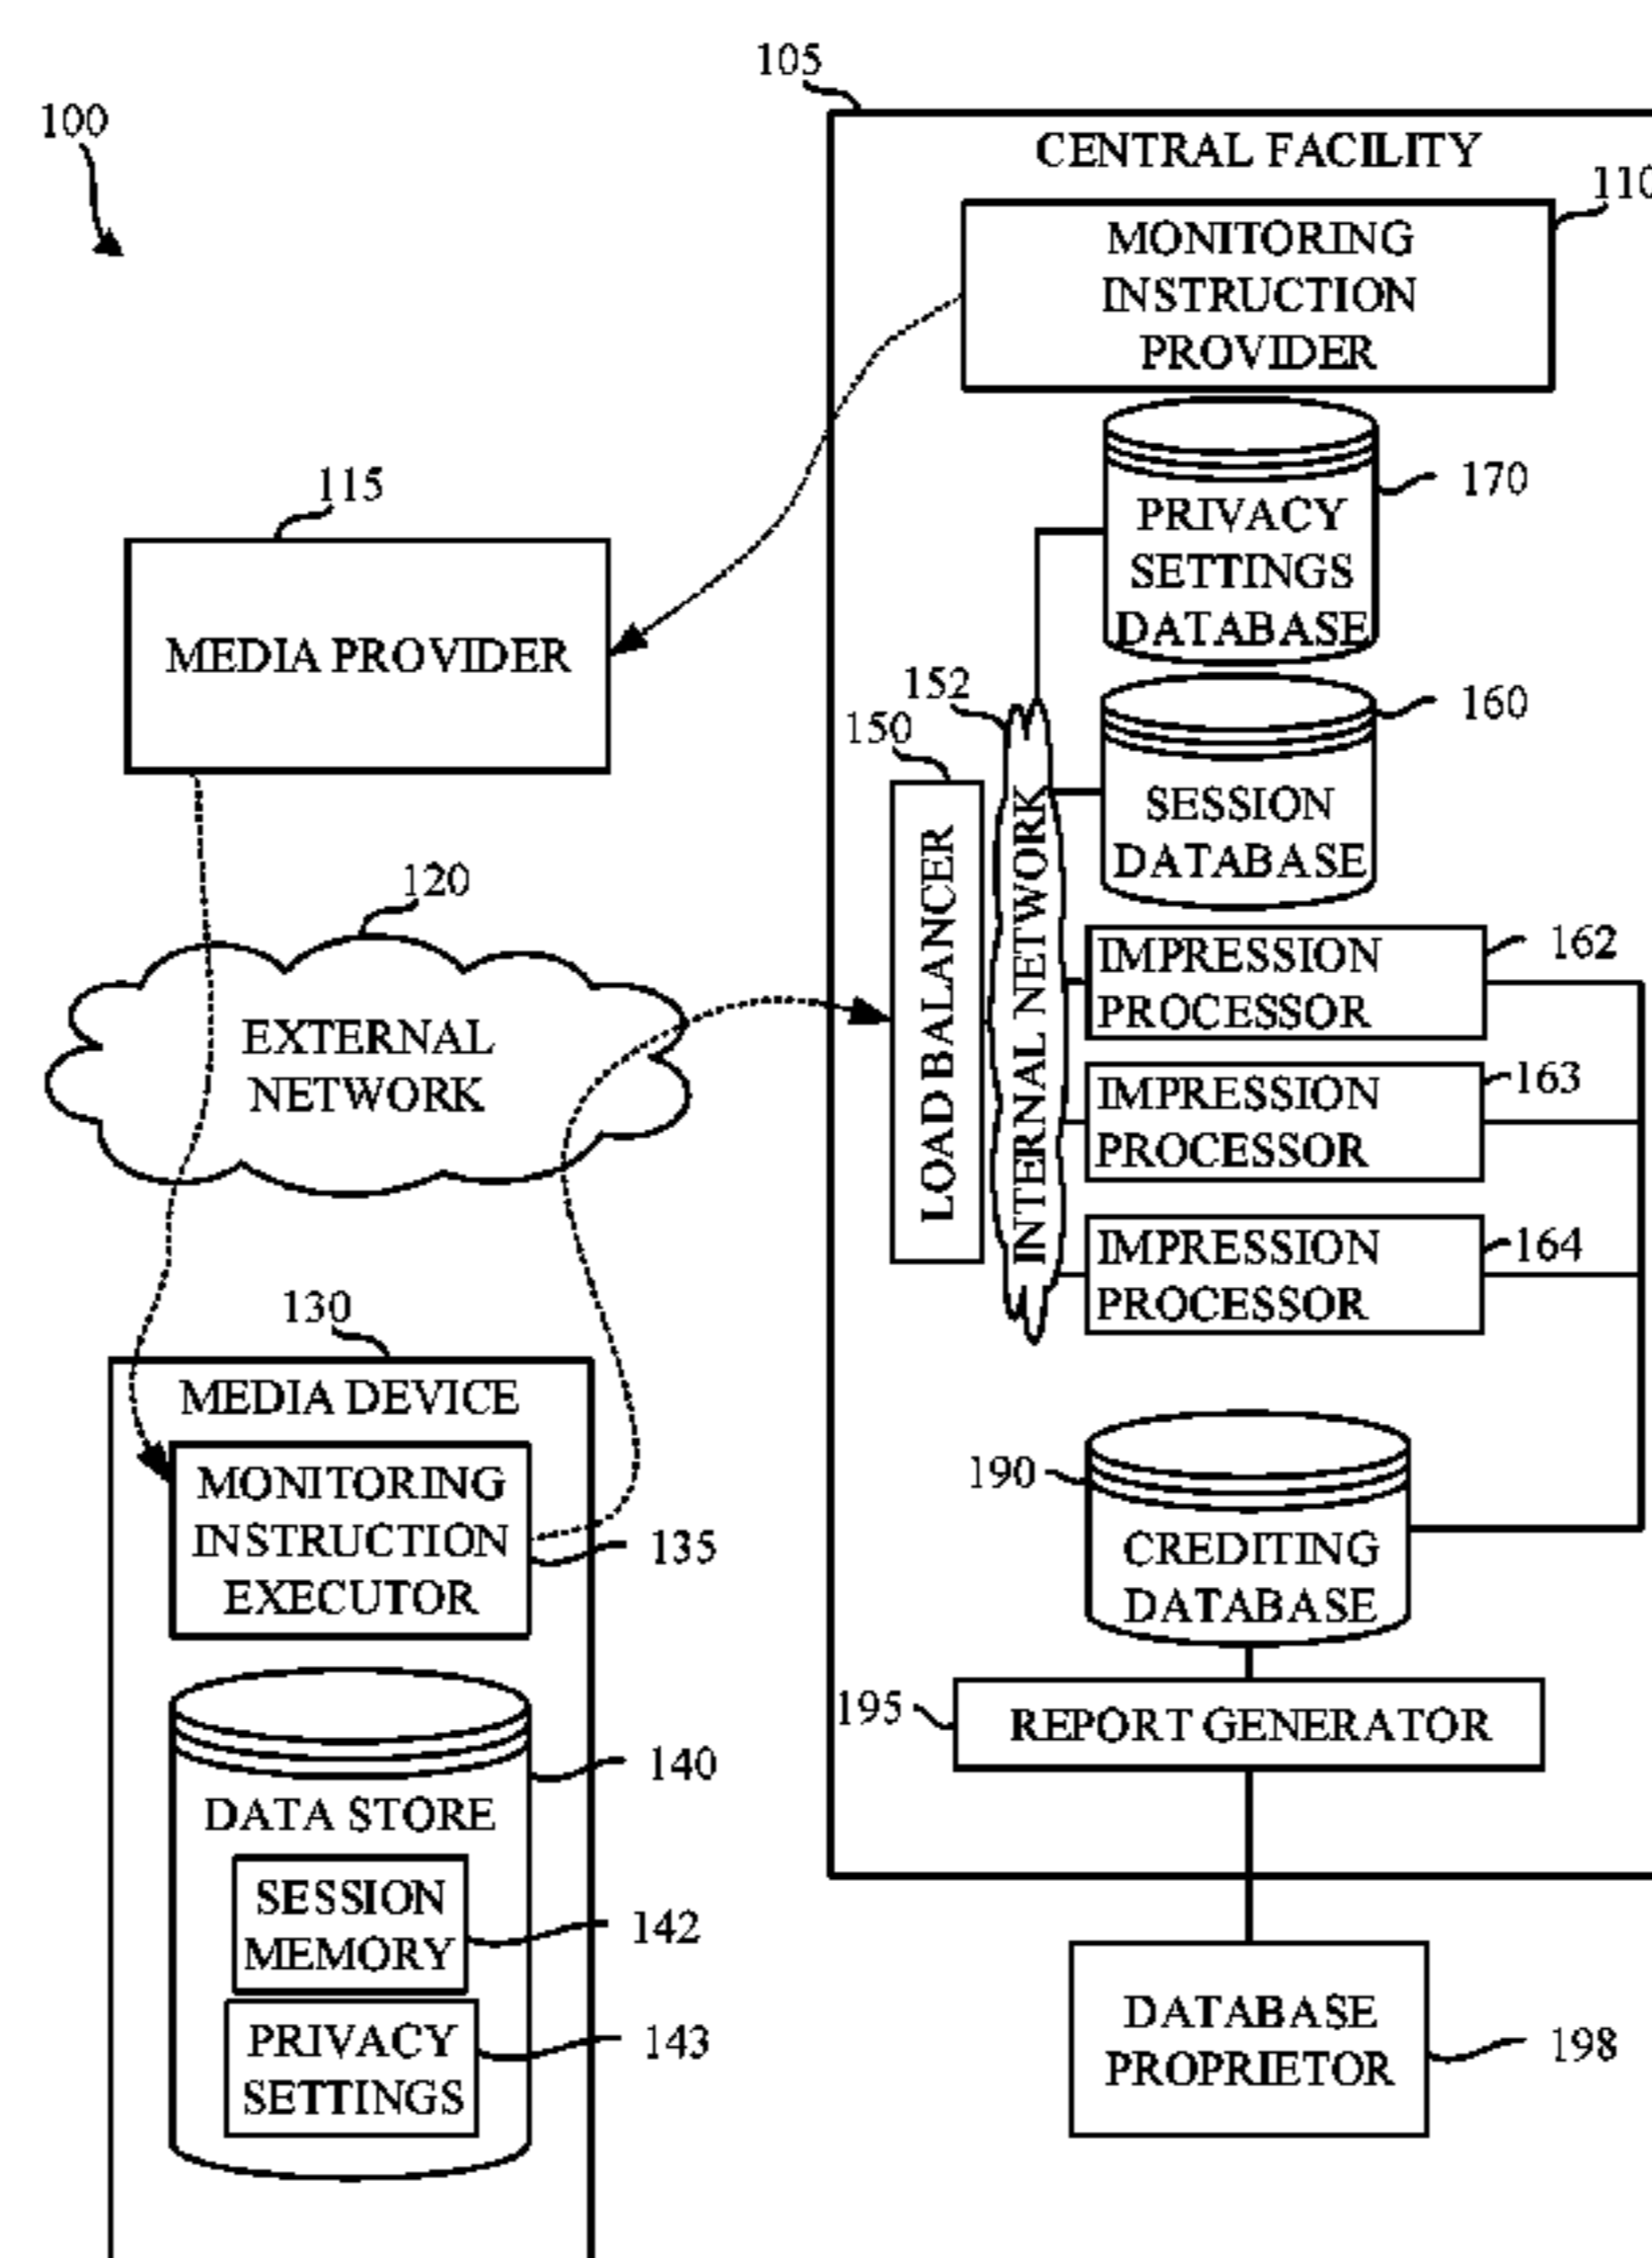 100
105
CENTRAL FACILITY
110
MONITORING
INSTRUCTION
PROVIDER
170
PRIVACY
SETTINGS
DATABASE
115
MEDIA PROVIDER
152
160
150
SESSION
DATABASE
LOAD BALANCER
INTERNAL NETWORK
120
EXTERNAL
NETWORK
IMPRESSION
PROCESSOR
162
IMPRESSION
PROCESSOR
163
IMPRESSION
PROCESSOR
164
130
MEDIA DEVICE
MONITORING
INSTRUCTION
EXECUTOR
135
190
CREDITING
DATABASE
195
REPORT GENERATOR
140
DATA STORE
SESSION
MEMORY
142
PRIVACY
SETTINGS
143
DATABASE
PROPRIETOR
198